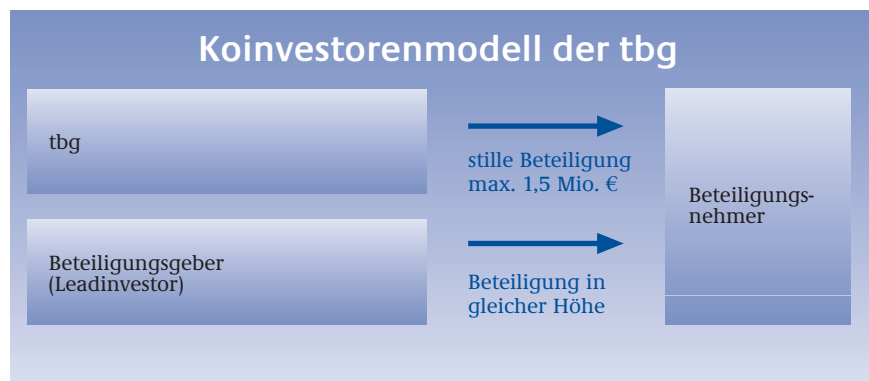 Koinvestorenmodell der tbg
tbg
stille Beteiligung
max. 1,5 Mio. €
Beteiligungs-
nehmer
Beteiligungsgeber
(Leadinvestor)
Beteiligung in
gleicher Höhe